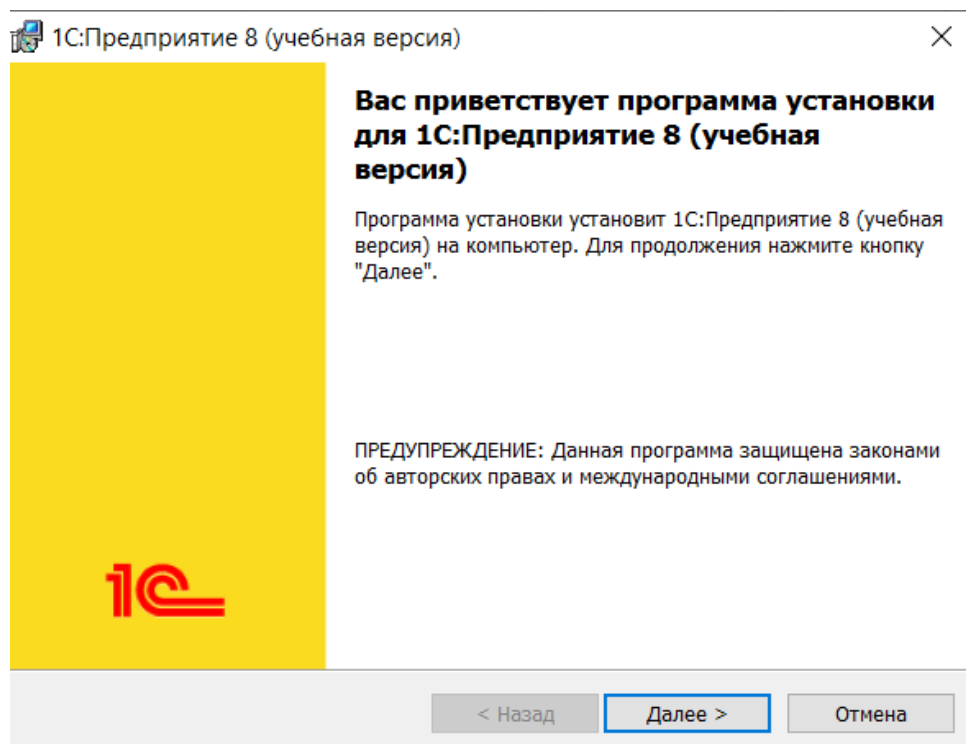 1С:Предприятие 8 (учебная версия)
Вас приветствует программа установки
для 1С:Предприятие 8 (учебная
версия)
Программа установки установит 1С:Предприятие 8 (учебная
версия) на компьютер. Для продолжения нажмите кнопку
"Далее".
ПРЕДУПРЕЖДЕНИЕ: Данная программа защищена законами
об авторских правах и международными соглашениями.
1С
< Назад
Далее >
Отмена